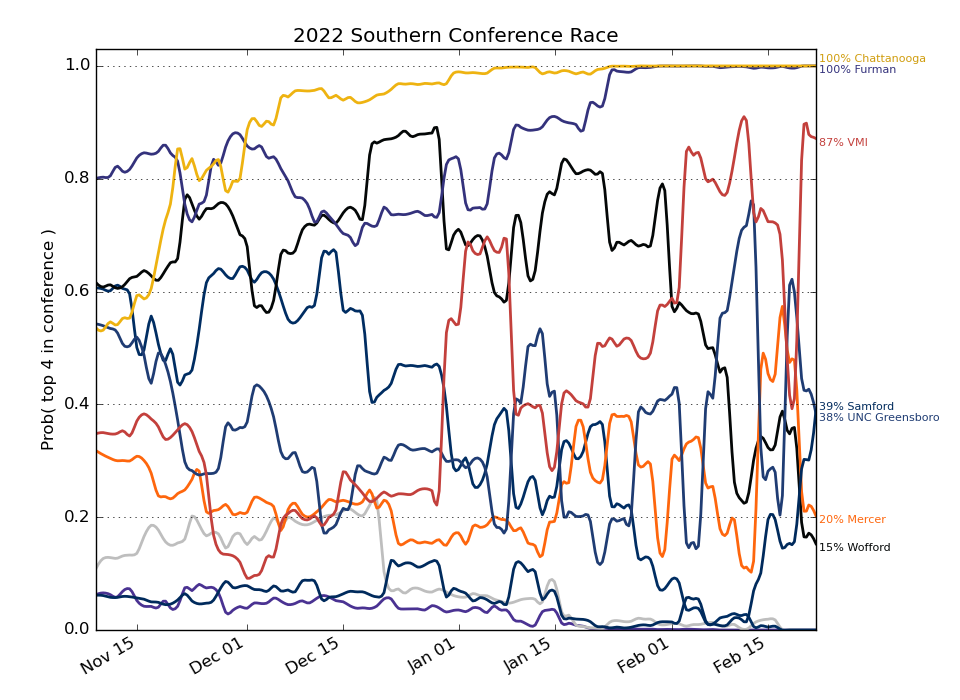 2022 Southern Conference Race
Prob( top 4 in conference )
1.0
0.8
0.6
0.4
0.2
0.0
Nov 15
Dec 01
Dec 15
Jan 01
Jan 15
Feb 01
Feb 15
100% Chattanooga
100% Furman
87% VMI
39% Samford
38% UNC Greensboro
20% Mercer
15% Wofford